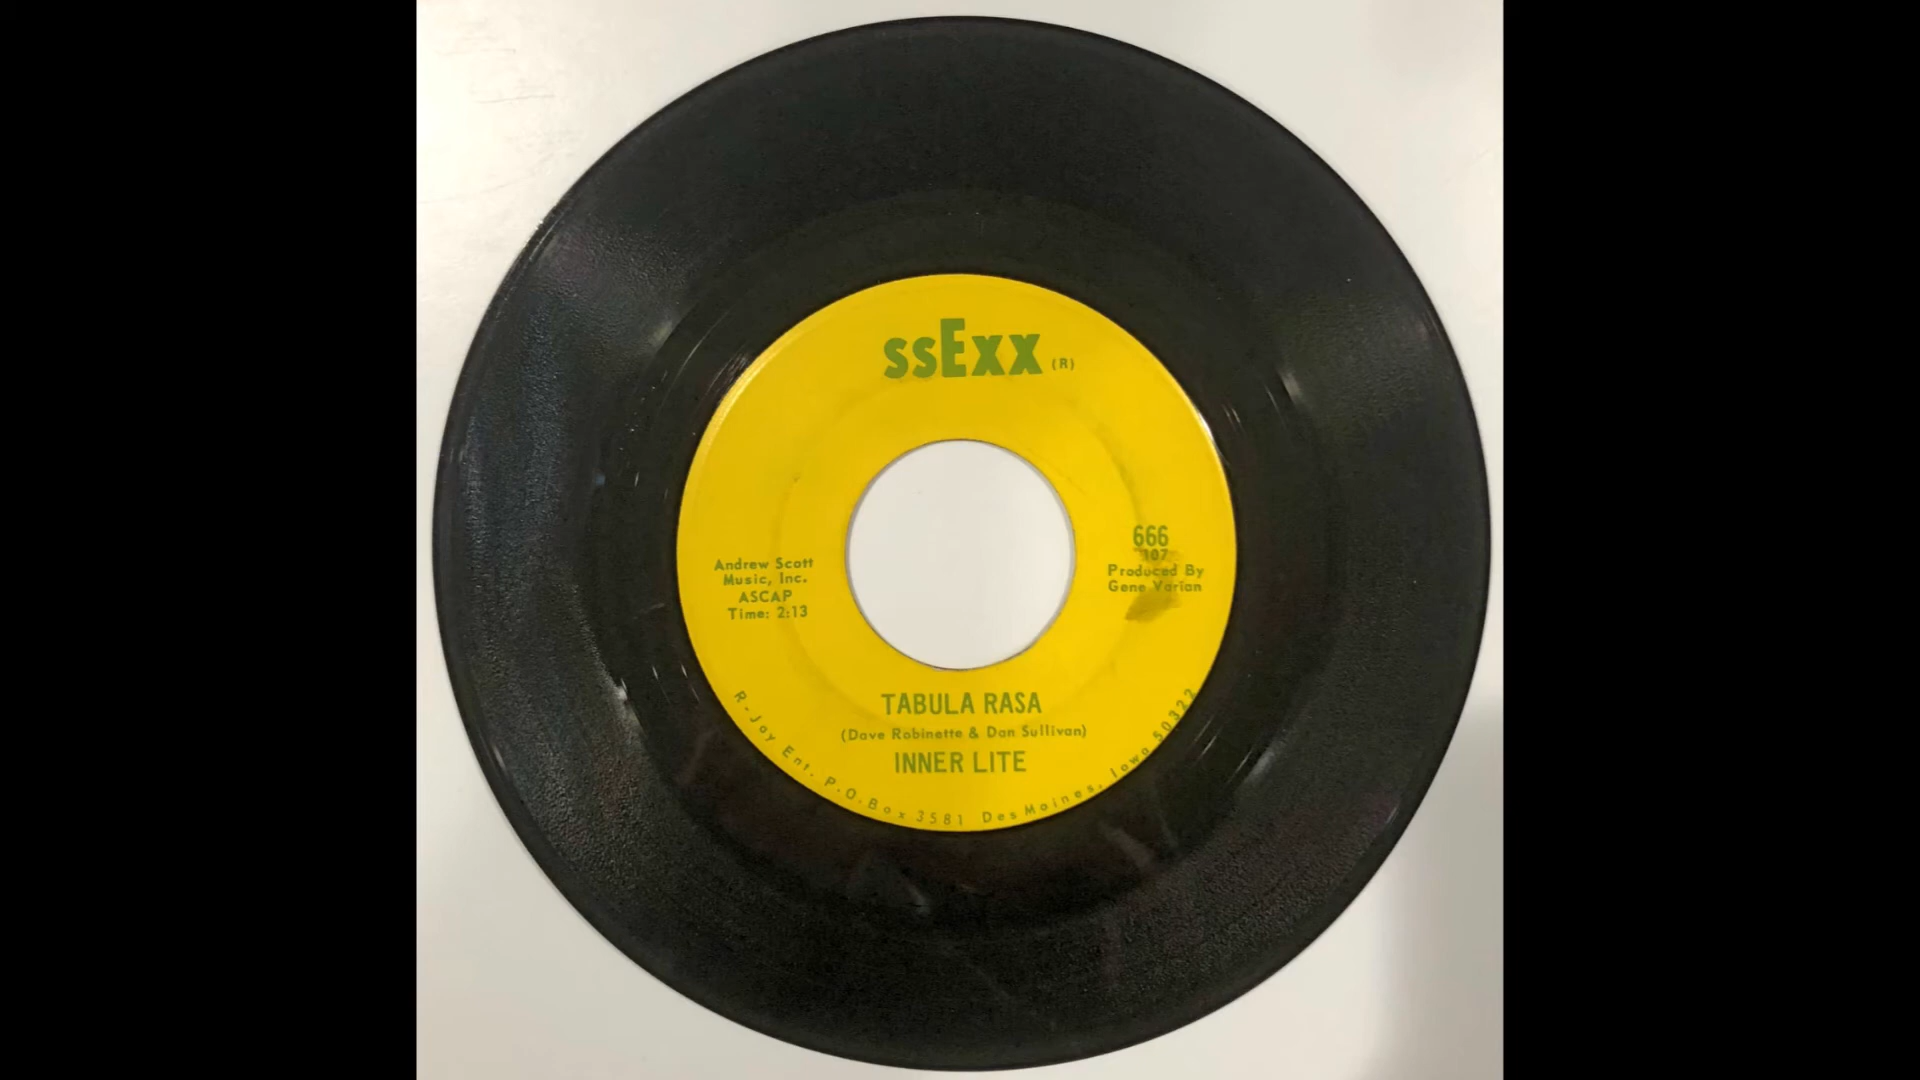 ssExx (R)
Andrew Scott
Music, Inc.
ASCAP
Time: 2:13
666
107
Produced By
Gene Varian
TABULA RASA
(Dave Robinette & Dan Sullivan)
INNER LITE
R-Jay Ent. P.O.Box 3581 Des Moines, Iowa 50322